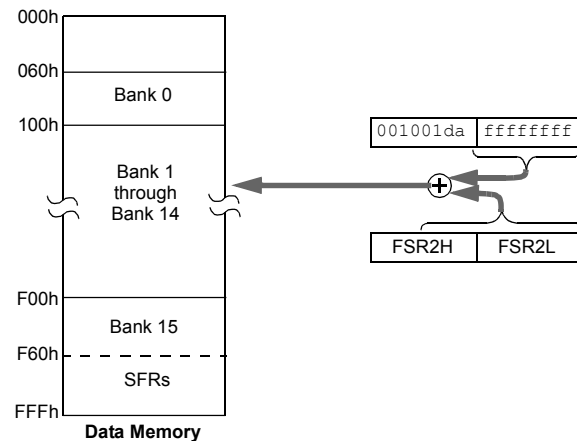 000h
060h
Bank 0
100h
001001da ffffffff
Bank 1
through
Bank 14
FSR2H FSR2L
F00h
Bank 15
F60h
SFRs
FFFh
Data Memory